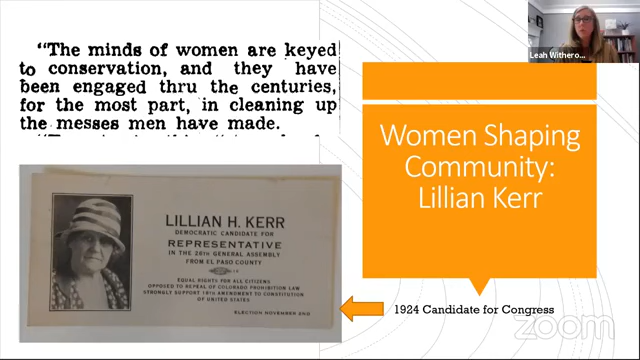 "The minds of women are keyed
to conservation, and they have
been engaged thru the centuries,
for the most part, in cleaning up
the messes men have made.
LILLIAN H. KERR
DEMOCRATIC CANDIDATE FOR
REPRESENTATIVE
IN THE 26TH GENERAL ASSEMBLY
FROM EL PASO COUNTY
EQUAL RIGHTS FOR ALL CITIZENS
OPPOSED TO REPEAL OF COLORADO PROHIBITION LAW
STRONGLY SUPPORT 18TH AMENDMENT TO CONSTITUTION
OF UNITED STATES
ELECTION NOVEMBER 2ND
Leah Withero...
Women Shaping
Community:
Lillian Kerr
1924 Candidate for Congress
zoom